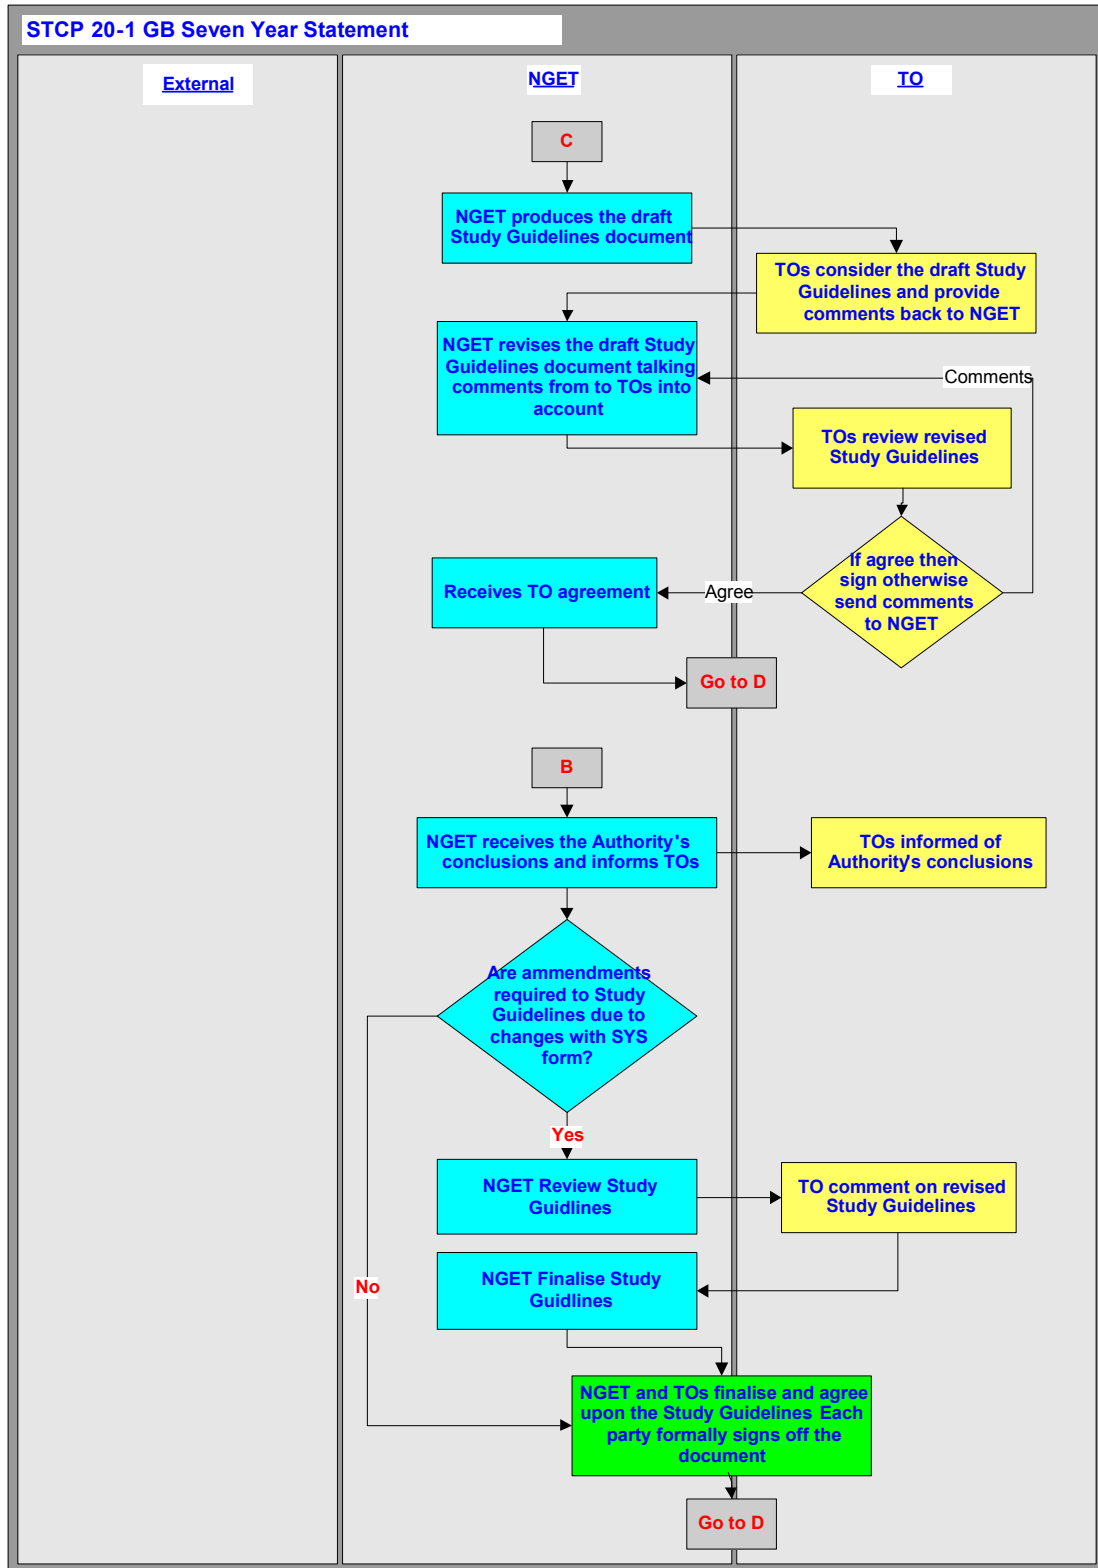 STCP 20-1 GB Seven Year Statement
External
NGET
TO
C
NGET produces the draft
Study Guidelines document
TOs consider the draft Study
Guidelines and provide
comments back to NGET
NGET revises the draft Study
Guidelines document talking
comments from to TOs into
account
Comments
TOs review revised
Study Guidelines
If agree then
sign otherwise
send comments
to NGET
Agree
Receives TO agreement
Go to D
B
NGET receives the Authority's
conclusions and informs TOs
TOs informed of
Authority's conclusions
Are ammendments
required to Study
Guidelines due to
changes with SYS
form?
Yes
NGET Review Study
Guidlines
TO comment on revised
Study Guidelines
NGET Finalise Study
Guidlines
No
NGET and TOs finalise and agree
upon the Study Guidelines Each
party formally signs off the
document
Go to D